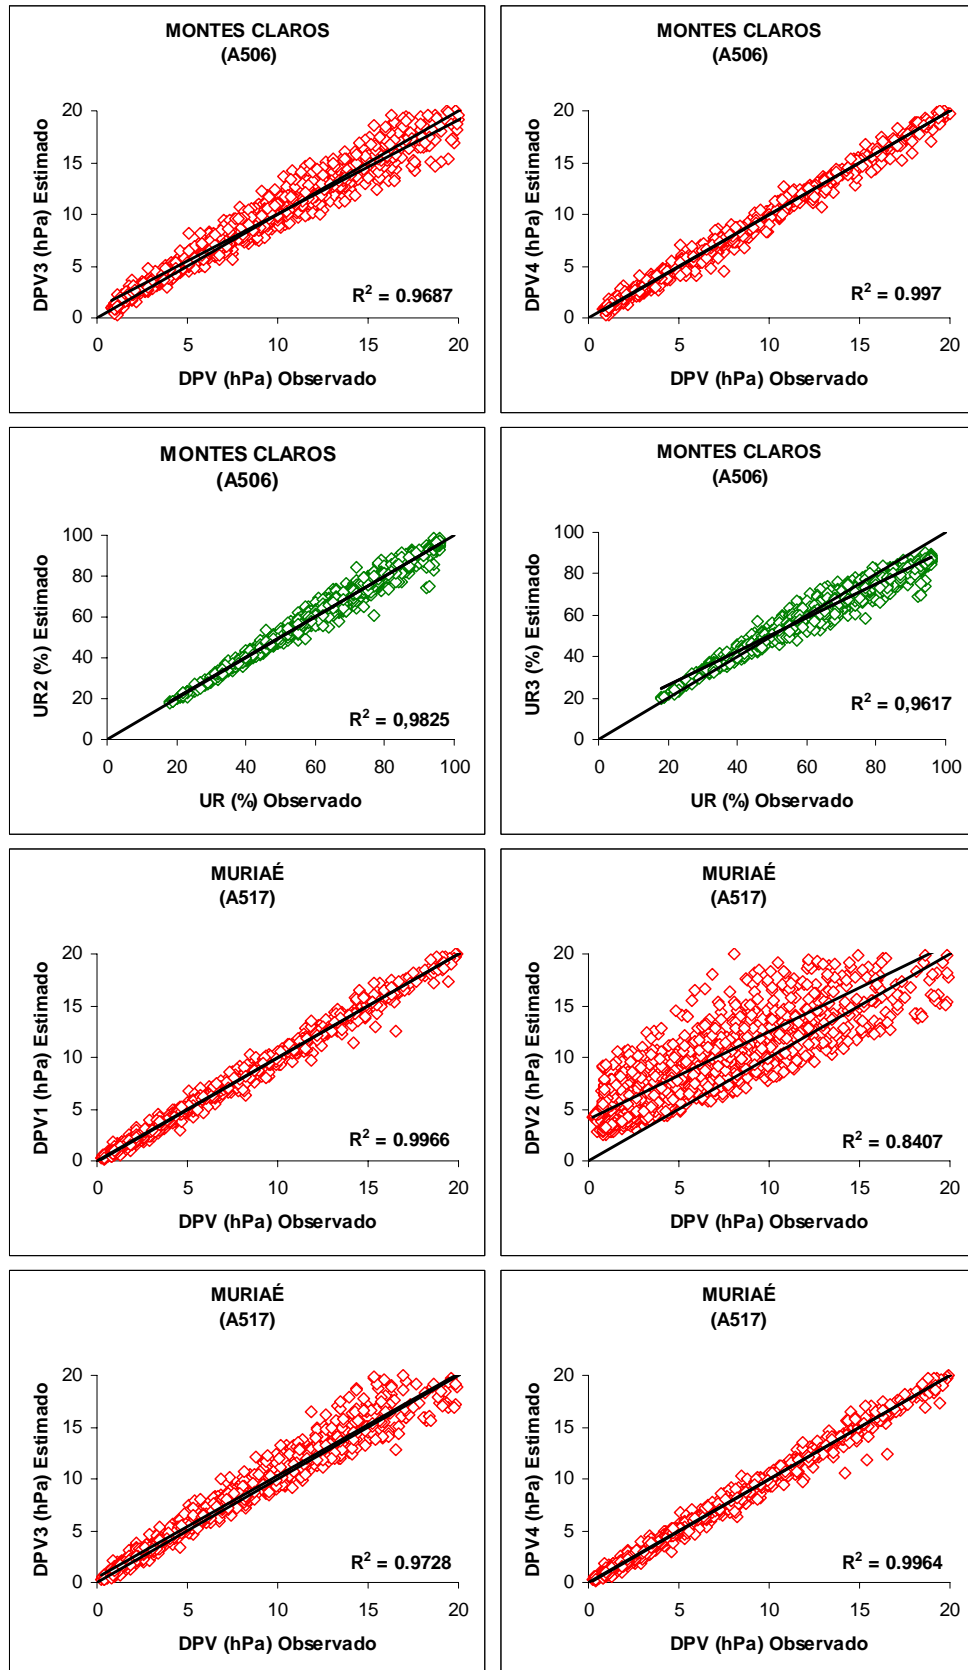 MONTES CLAROS
(A506)
20
15
10
5
0
DPV3 (hPa) Estimado
R² = 0.9687
0 5 10 15 20
DPV (hPa) Observado
MONTES CLAROS
(A506)
20
15
10
5
0
DPV4 (hPa) Estimado
R² = 0.997
0 5 10 15 20
DPV (hPa) Observado
MONTES CLAROS
(A506)
100
80
60
40
20
0
UR2 (%) Estimado
R² = 0,9825
0 20 40 60 80 100
UR (%) Observado
MONTES CLAROS
(A506)
100
80
60
40
20
0
UR3 (%) Estimado
R² = 0,9617
0 20 40 60 80 100
UR (%) Observado
MURIAÉ
(A517)
20
15
10
5
0
DPV1 (hPa) Estimado
R² = 0.9966
0 5 10 15 20
DPV (hPa) Observado
MURIAÉ
(A517)
20
15
10
5
0
DPV2 (hPa) Estimado
R² = 0.8407
0 5 10 15 20
DPV (hPa) Observado
MURIAÉ
(A517)
20
15
10
5
0
DPV3 (hPa) Estimado
R² = 0.9728
0 5 10 15 20
DPV (hPa) Observado
MURIAÉ
(A517)
20
15
10
5
0
DPV4 (hPa) Estimado
R² = 0.9964
0 5 10 15 20
DPV (hPa) Observado